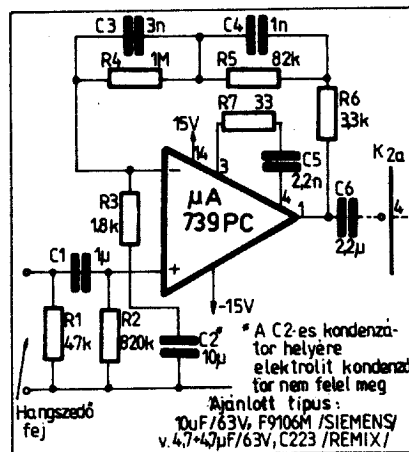 C3 3n
C4 1n
R4 1M
R5 82k
R7 33
R6 3,3k
15V
14
3
C5 2,2n
4
K2a
R3 1.8k
−
μA
739PC
1
C6
2,2μ
4
C1 1μ
+
-15V
R1 47k
R2 820k
C2* 10μ
Hangszedő
fej
* A C2-es kondenzá-
tor helyére
elektrolit kondenzá
tor nem felel meg
Ajánlott típus:
10uF/63V, F9106M /SIEMENS/
v. 4,7+4,7μF/63V, C223 /REMIX/